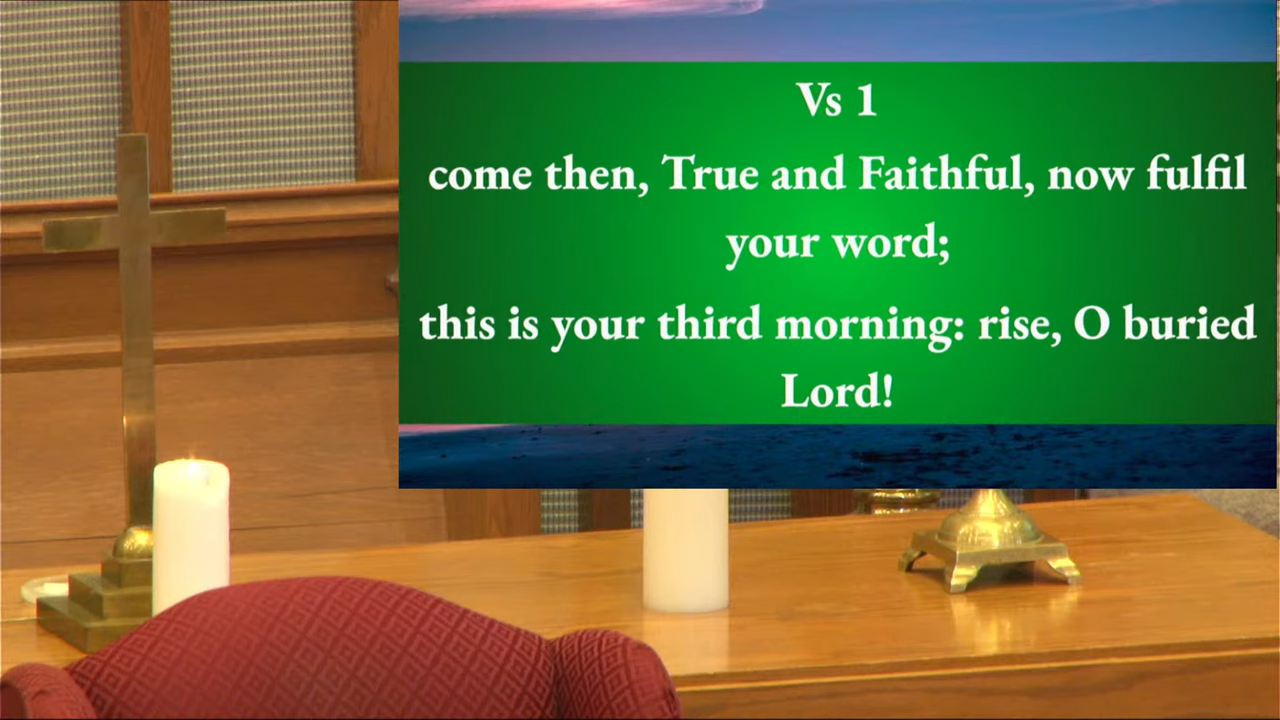 Vs 1
come then, True and Faithful, now fulfil
your word;
this is your third morning: rise, O buried
Lord!